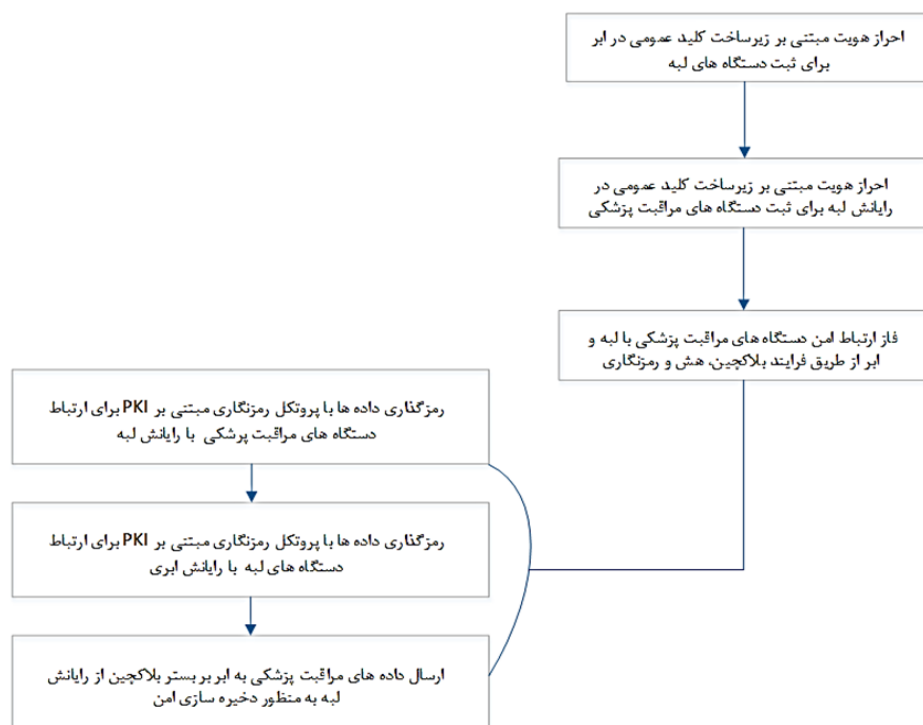 احراز هویت مبتنی بر زیرساخت کلید عمومی در ابر
برای ثبت دستگاه های لبه
احراز هویت مبتنی بر زیرساخت کلید عمومی در
رایانش لبه برای ثبت دستگاه های مراقبت پزشکی
فاز ارتباط امن دستگاه های مراقبت پزشکی با لبه و
ابر از طریق فرایند بلاکچین، هش و رمزنگاری
رمزگذاری داده ها با پروتکل رمزنگاری مبتنی بر PKI برای ارتباط
دستگاه های مراقبت پرشکی با رایانش لبه
رمزگذاری داده ها با پروتکل رمزنگاری مبتنی بر PKI برای ارتباط
دستگاه های لبه با رایانش ابری
ارسال داده های مراقبت پزشکی به ابر بر بستر بلاکچین از رایانش
لبه به منظور دخیره سازی امن